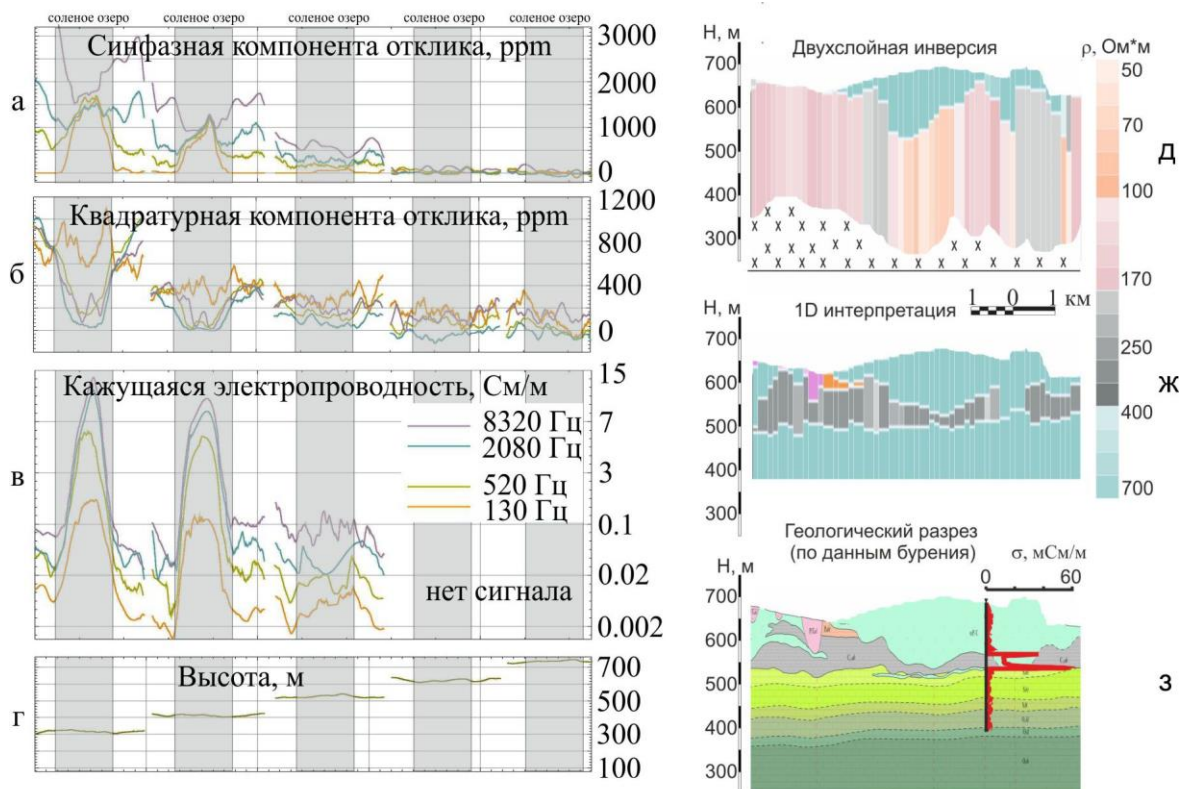 соленое озеро соленое озеро соленое озеро соленое озеро соленое озеро
Синфазная компонента отклика, ppm
3000
2000
1000
0
а
Квадратурная компонента отклика, ppm
1200
800
400
0
б
Кажущаяся электропроводность, См/м
15
7
3
0.1
0.02
0.002
8320 Гц
2080 Гц
520 Гц
130 Гц
нет сигнала
в
Высота, м
700
500
300
100
г
H, м
Двухслойная инверсия
ρ, Ом*м
700
600
500
400
300
X X X X X X X X X X X X X X X X X X X X X X X X X X X
50
70
100
170
250
400
700
Д
1D интерпретация
1 0 1 км
H, м
700
600
500
400
300
Ж
Геологический разрез
(по данным бурения)
σ, мСм/м
H, м
0 60
700
600
500
400
300
З